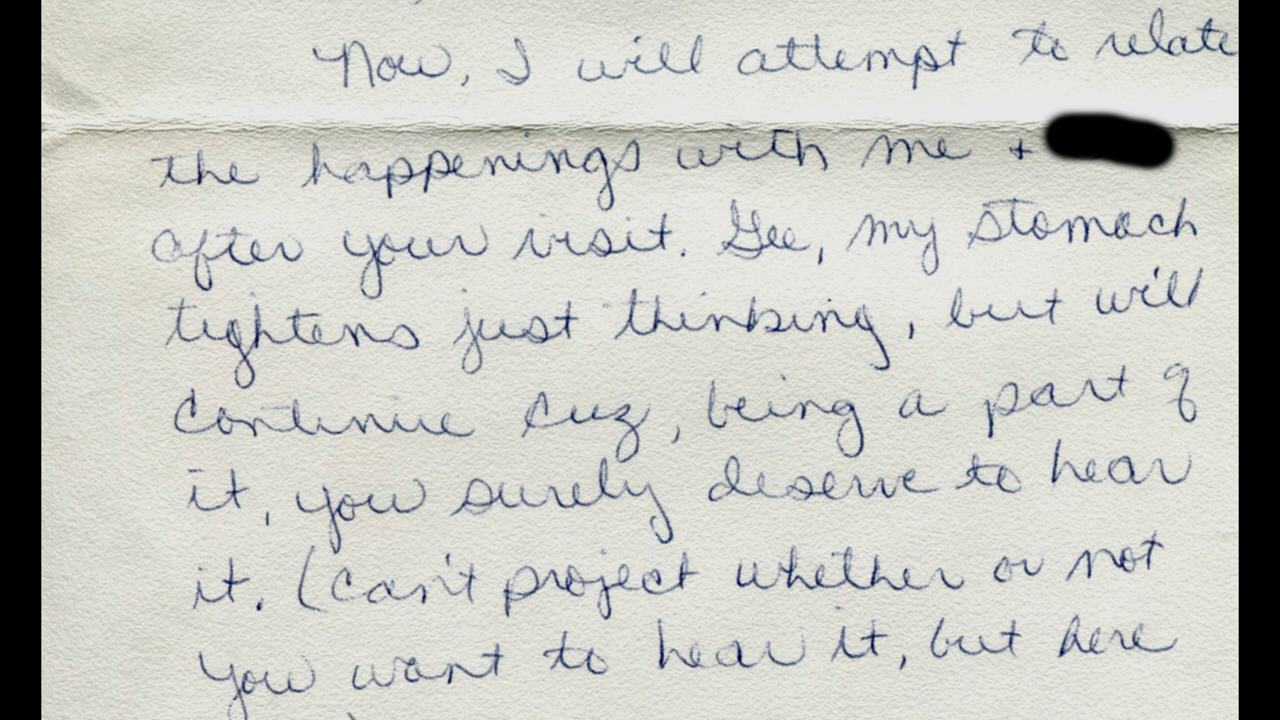 Now, I will attempt to relate
the happenings with me +
after your visit. Gee, my stomach
tightens just thinking, but will
continue cuz, being a part of
it, you surely deserve to hear
it. (Can't project whether or not
you want to hear it, but here